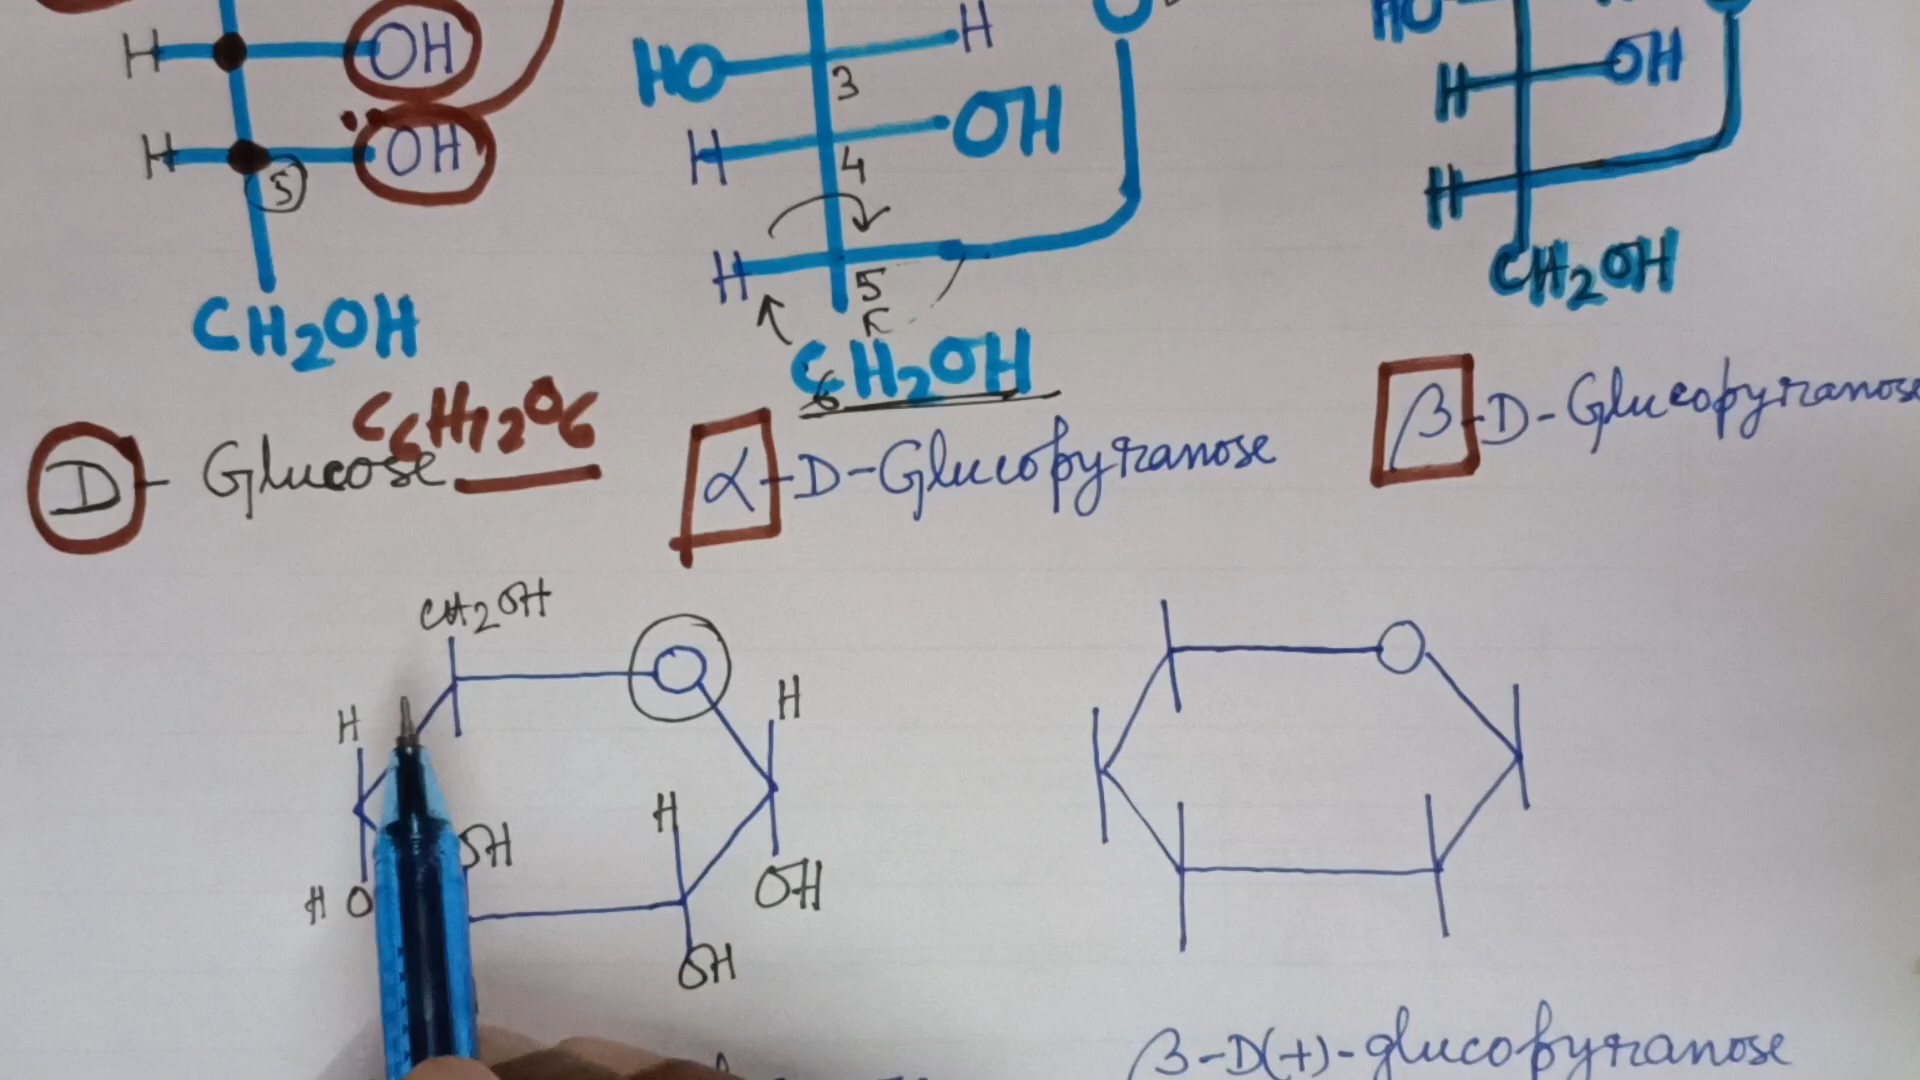 H OH
H OH
5
CH2OH
HO H
3
H OH
4
H
5
6 CH2OH
HO
H OH
H
CH2OH
C6H12O6
D - Glucose
α-D-Glucopyranose
β-D-Glucopyranose
CH2OH
O
H
H
H
OH
HO
OH
OH
O
β-D(+)-glucopyranose